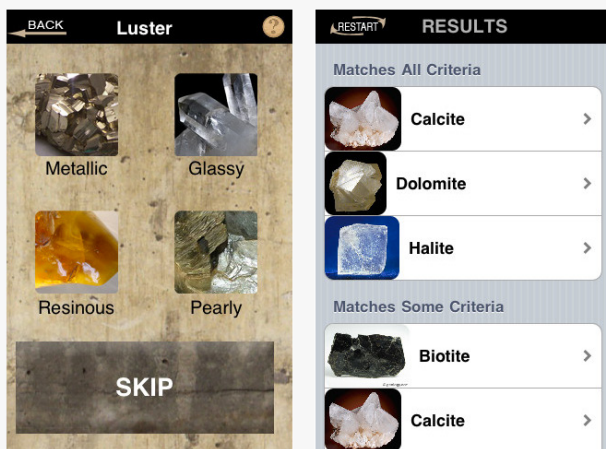 BACK
Luster
?
Metallic
Glassy
Resinous
Pearly
SKIP
RESTART
RESULTS
Matches All Criteria
Calcite
Dolomite
Halite
Matches Some Criteria
Biotite
Calcite